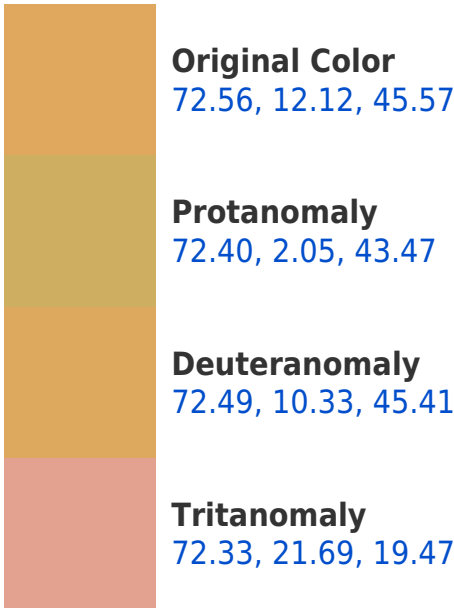 Original Color
72.56, 12.12, 45.57
Protanomaly
72.40, 2.05, 43.47
Deuteranomaly
72.49, 10.33, 45.41
Tritanomaly
72.33, 21.69, 19.47